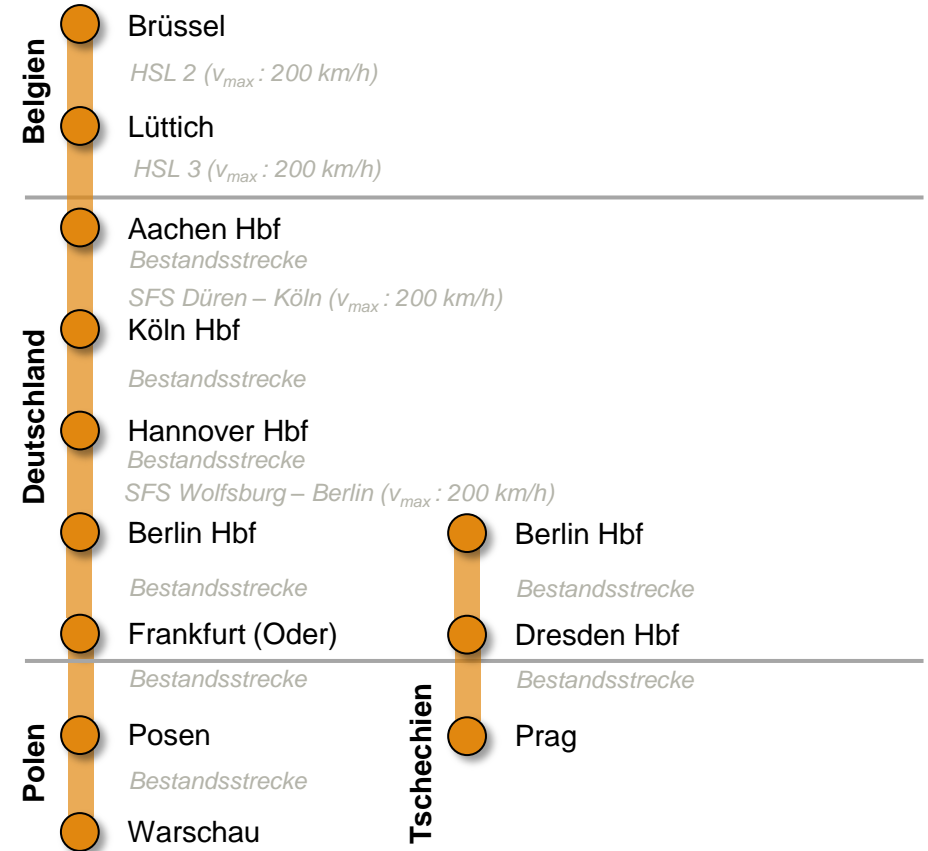 Belgien
Brüssel
HSL 2 (vmax : 200 km/h)
Lüttich
HSL 3 (vmax : 200 km/h)
Deutschland
Aachen Hbf
Bestandsstrecke
SFS Düren – Köln (vmax : 200 km/h)
Köln Hbf
Bestandsstrecke
Hannover Hbf
Bestandsstrecke
SFS Wolfsburg – Berlin (vmax : 200 km/h)
Berlin Hbf
Bestandsstrecke
Frankfurt (Oder)
Bestandsstrecke
Polen
Posen
Bestandsstrecke
Warschau
Berlin Hbf
Bestandsstrecke
Dresden Hbf
Bestandsstrecke
Tschechien
Prag